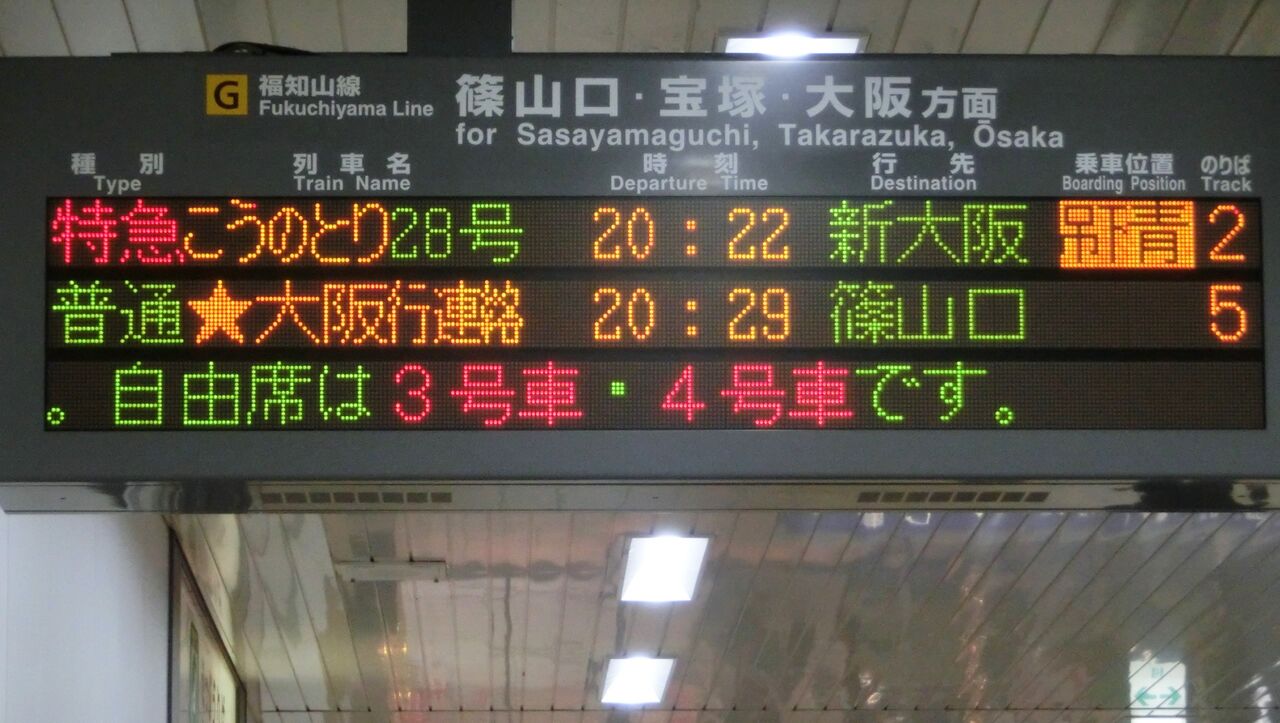 G 福知山線 篠山口・宝塚・大阪方面
Fukuchiyama Line for Sasayamaguchi, Takarazuka, Ōsaka
種別 列車名 時刻 行先 乗車位置 のりば
Type Train Name Departure Time Destination Boarding Position Track
特急 こうのとり28号 20:22 新大阪 2
普通 ★大阪行連絡 20:29 篠山口 5
。自由席は3号車・4号車です。